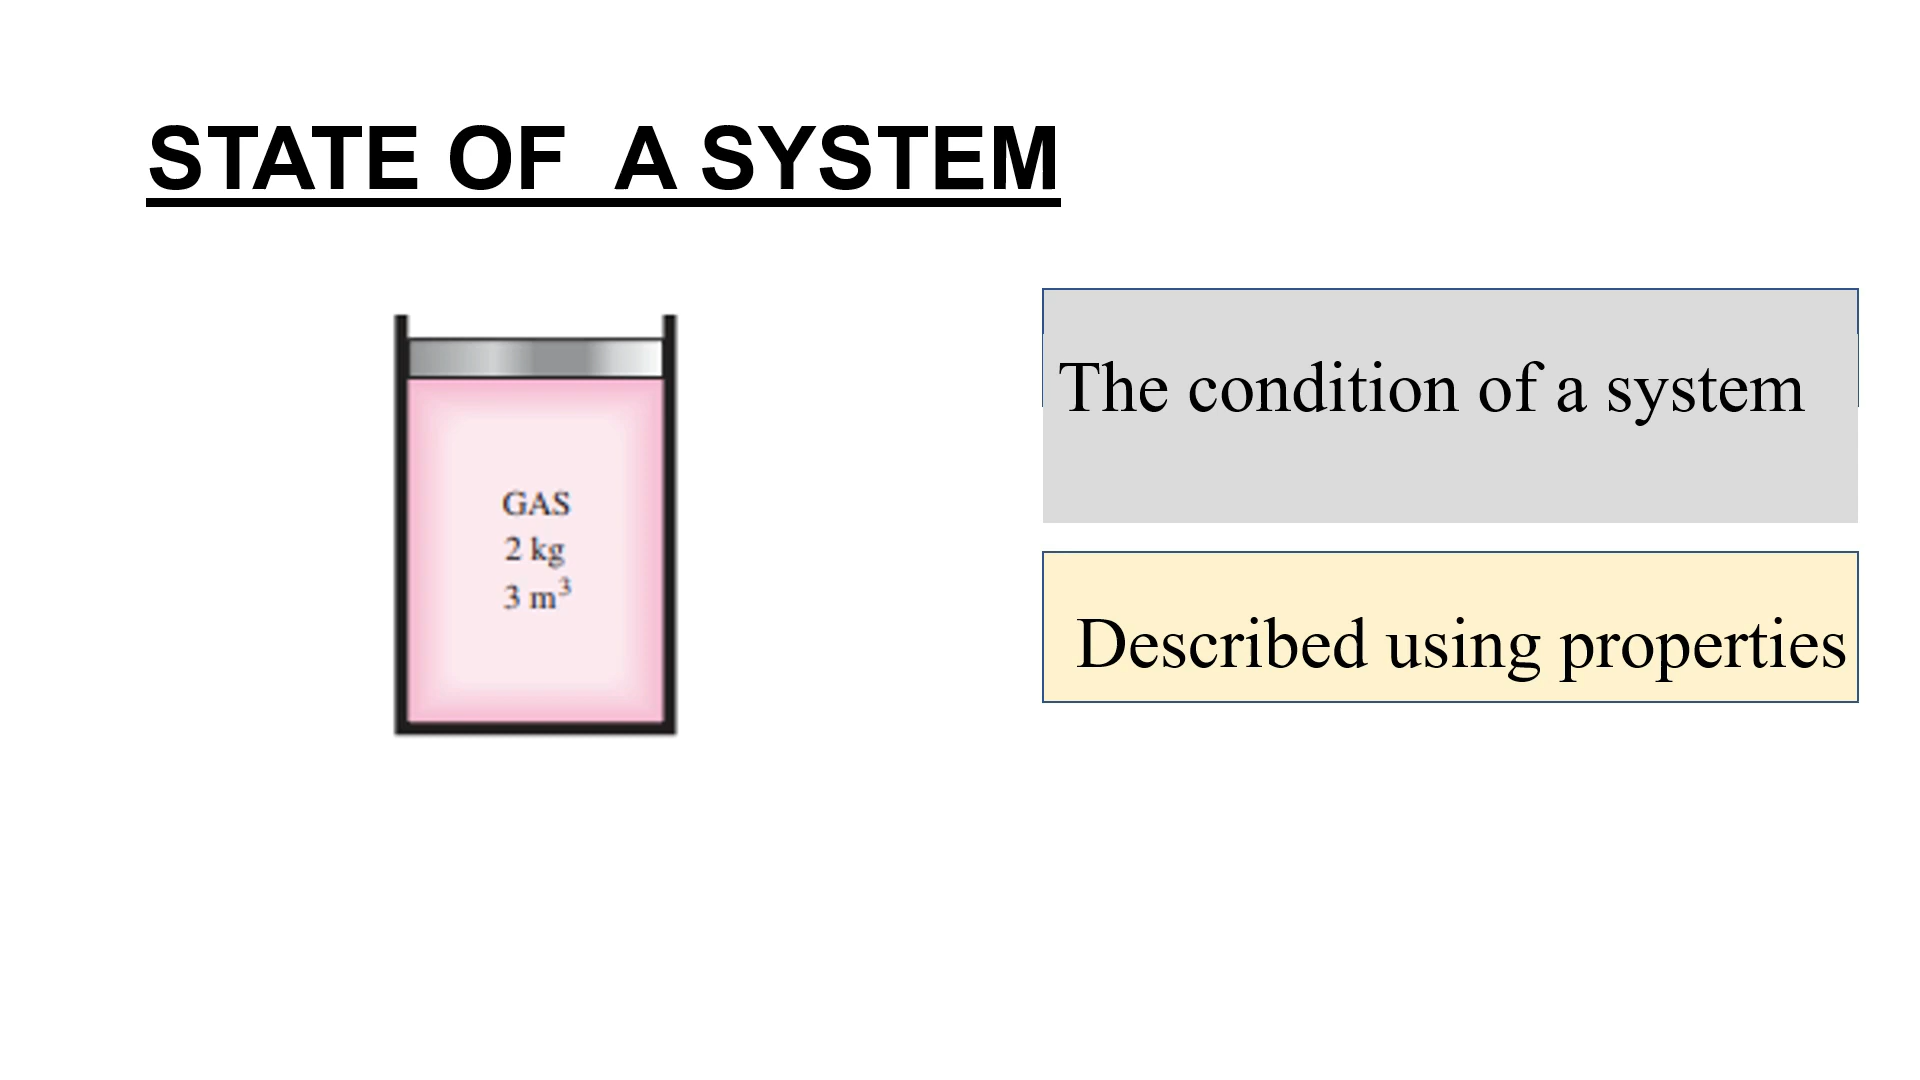 STATE OF  A SYSTEM
GAS
2 kg
3 m³
The condition of a system
Described using properties